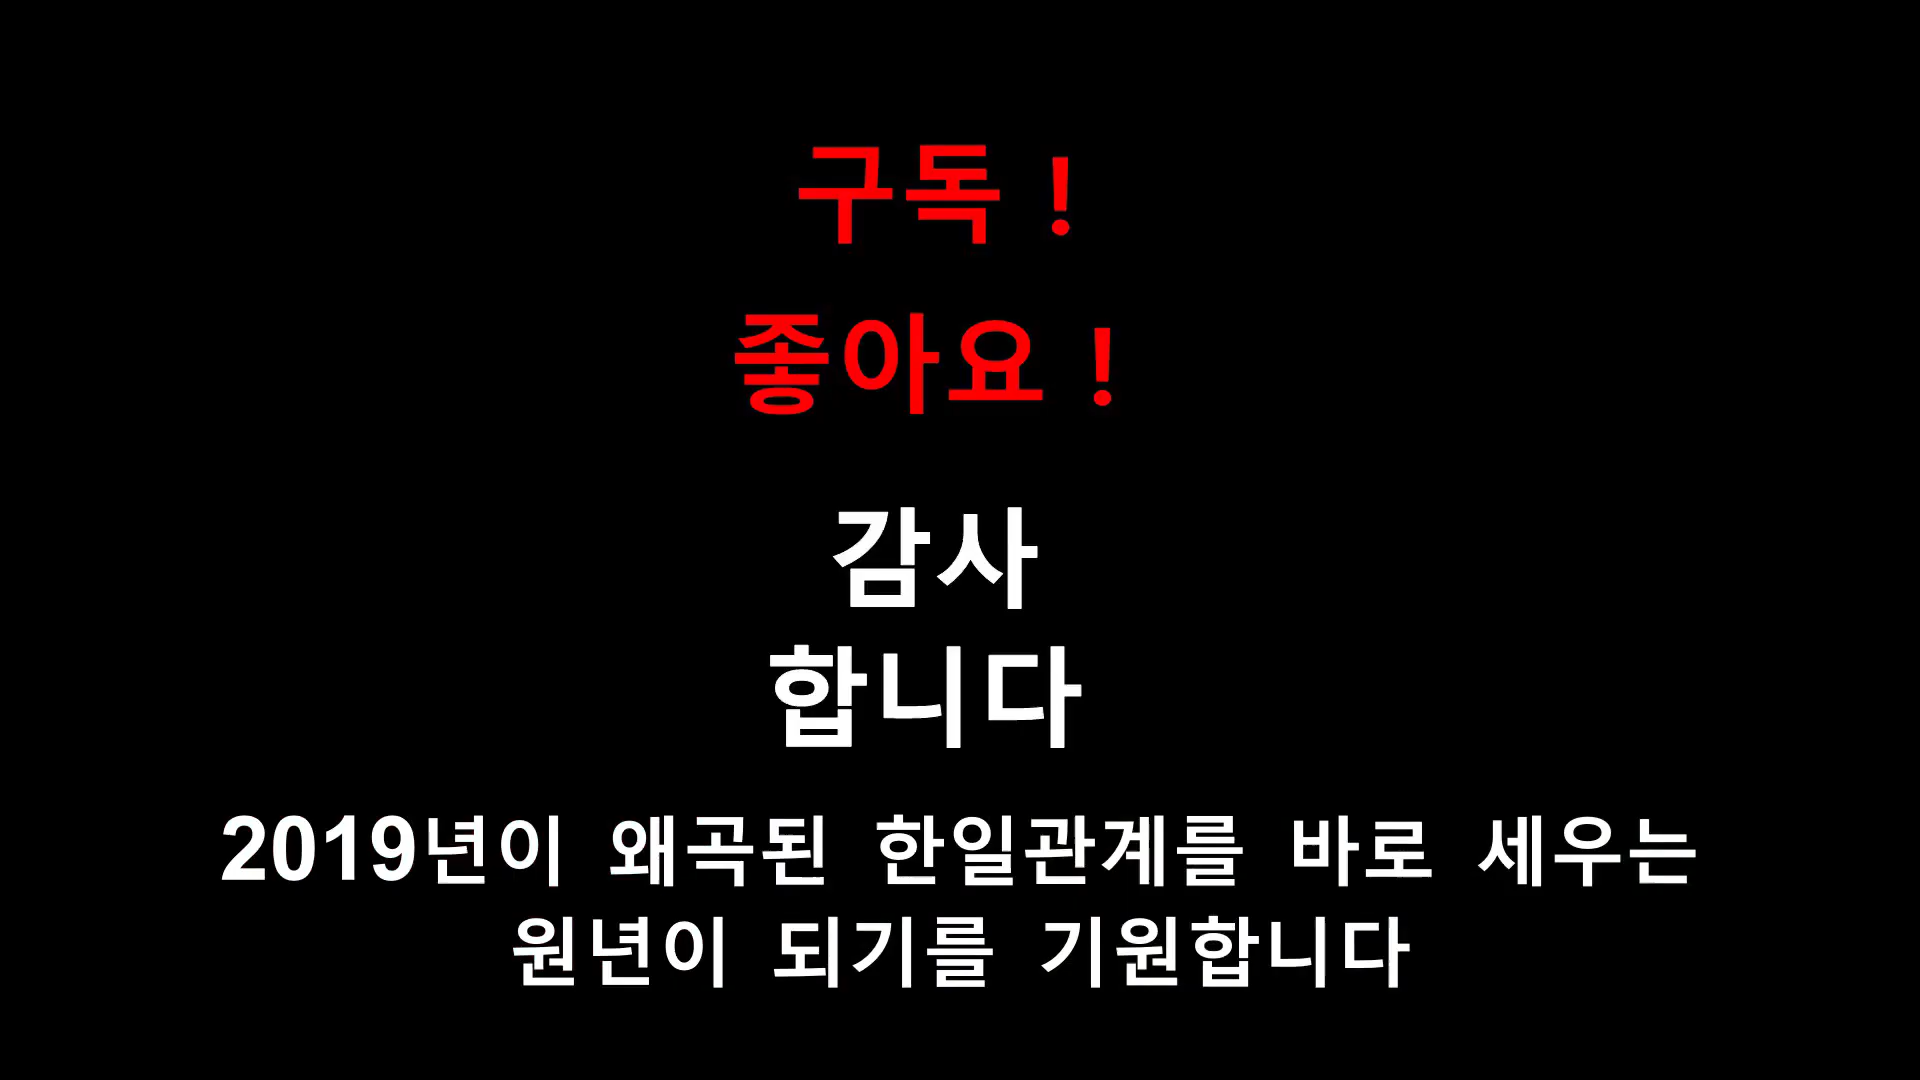 구독 !
좋아요 !
감사
합니다
2019년이 왜곡된 한일관계를 바로 세우는
원년이 되기를 기원합니다